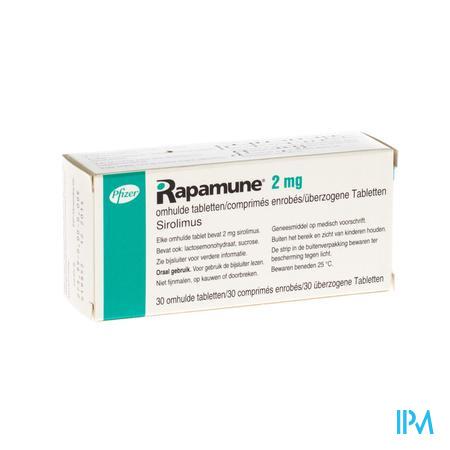 Pfizer
Rapamune® 2 mg
omhulde tabletten/comprimés enrobés/überzogene Tabletten
Sirolimus
Elke omhulde tablet bevat 2 mg sirolimus.
Bevat ook: lactosemonohydraat, sucrose.
Zie bijsluiter for verdere informatie.
Oraal gebruik. Voor gebruik de bijsluiter lezen.
Niet fijnmalen, op kauwen of doorbreken.
Geneesmiddel op medisch voorschrift.
Buiten het bereik en zicht van kinderen houden.
De strip in de buitenverpakking bewaren ter
bescherming tegen licht.
Bewaren beneden 25 °C.
30 omhulde tabletten/30 comprimés enrobés/30 überzogene Tabletten
IPM